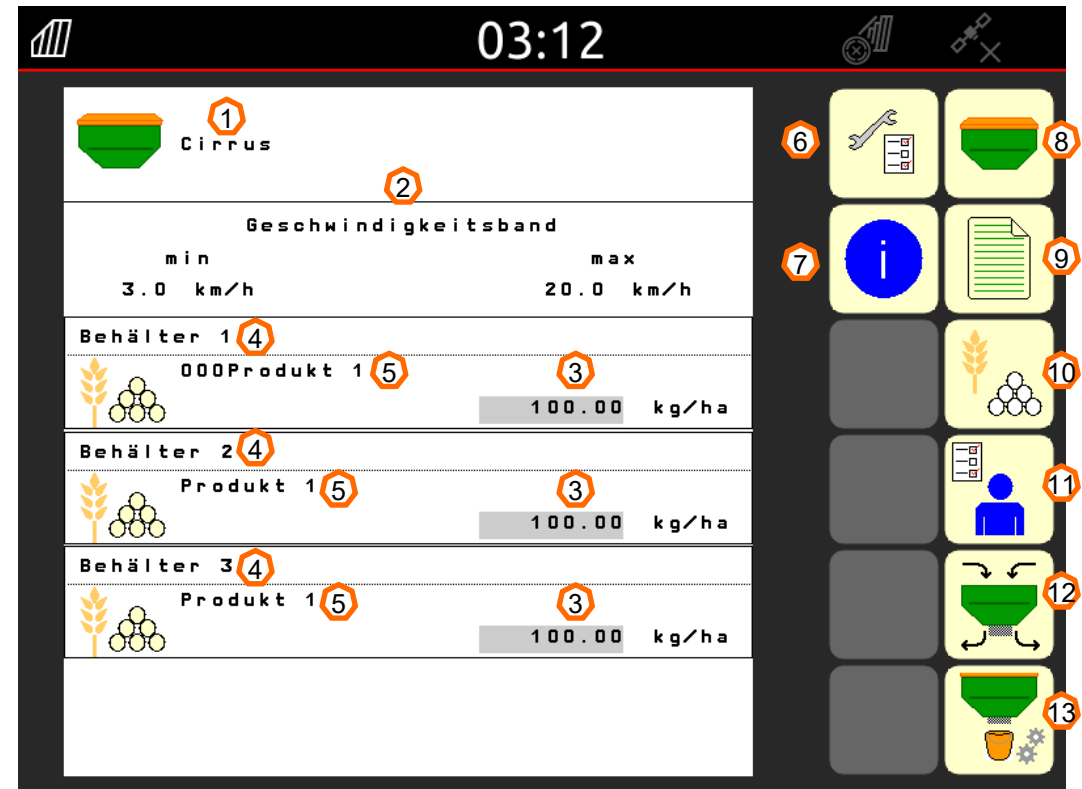 03:12
1
Cirrus
2
Geschwindigkeitsband
min max
3.0 km/h 20.0 km/h
Behälter 1 4
000Produkt 1 5 3
100.00 kg/ha
Behälter 2 4
Produkt 1 5 3
100.00 kg/ha
Behälter 3 4
Produkt 1 5 3
100.00 kg/ha
6 8
7 i 9
10
11
12
13